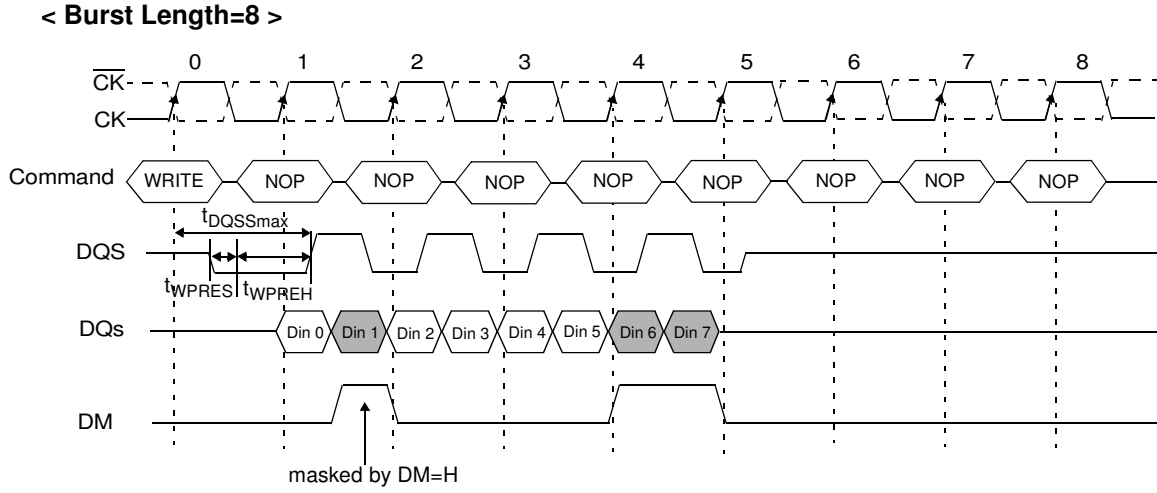 < Burst Length=8 >
0 1 2 3 4 5 6 7 8
CK
CK
Command WRITE NOP NOP NOP NOP NOP NOP NOP NOP
tDQSSmax
DQS
tWPRES tWPREH
DQs Din 0 Din 1 Din 2 Din 3 Din 4 Din 5 Din 6 Din 7
DM
masked by DM=H